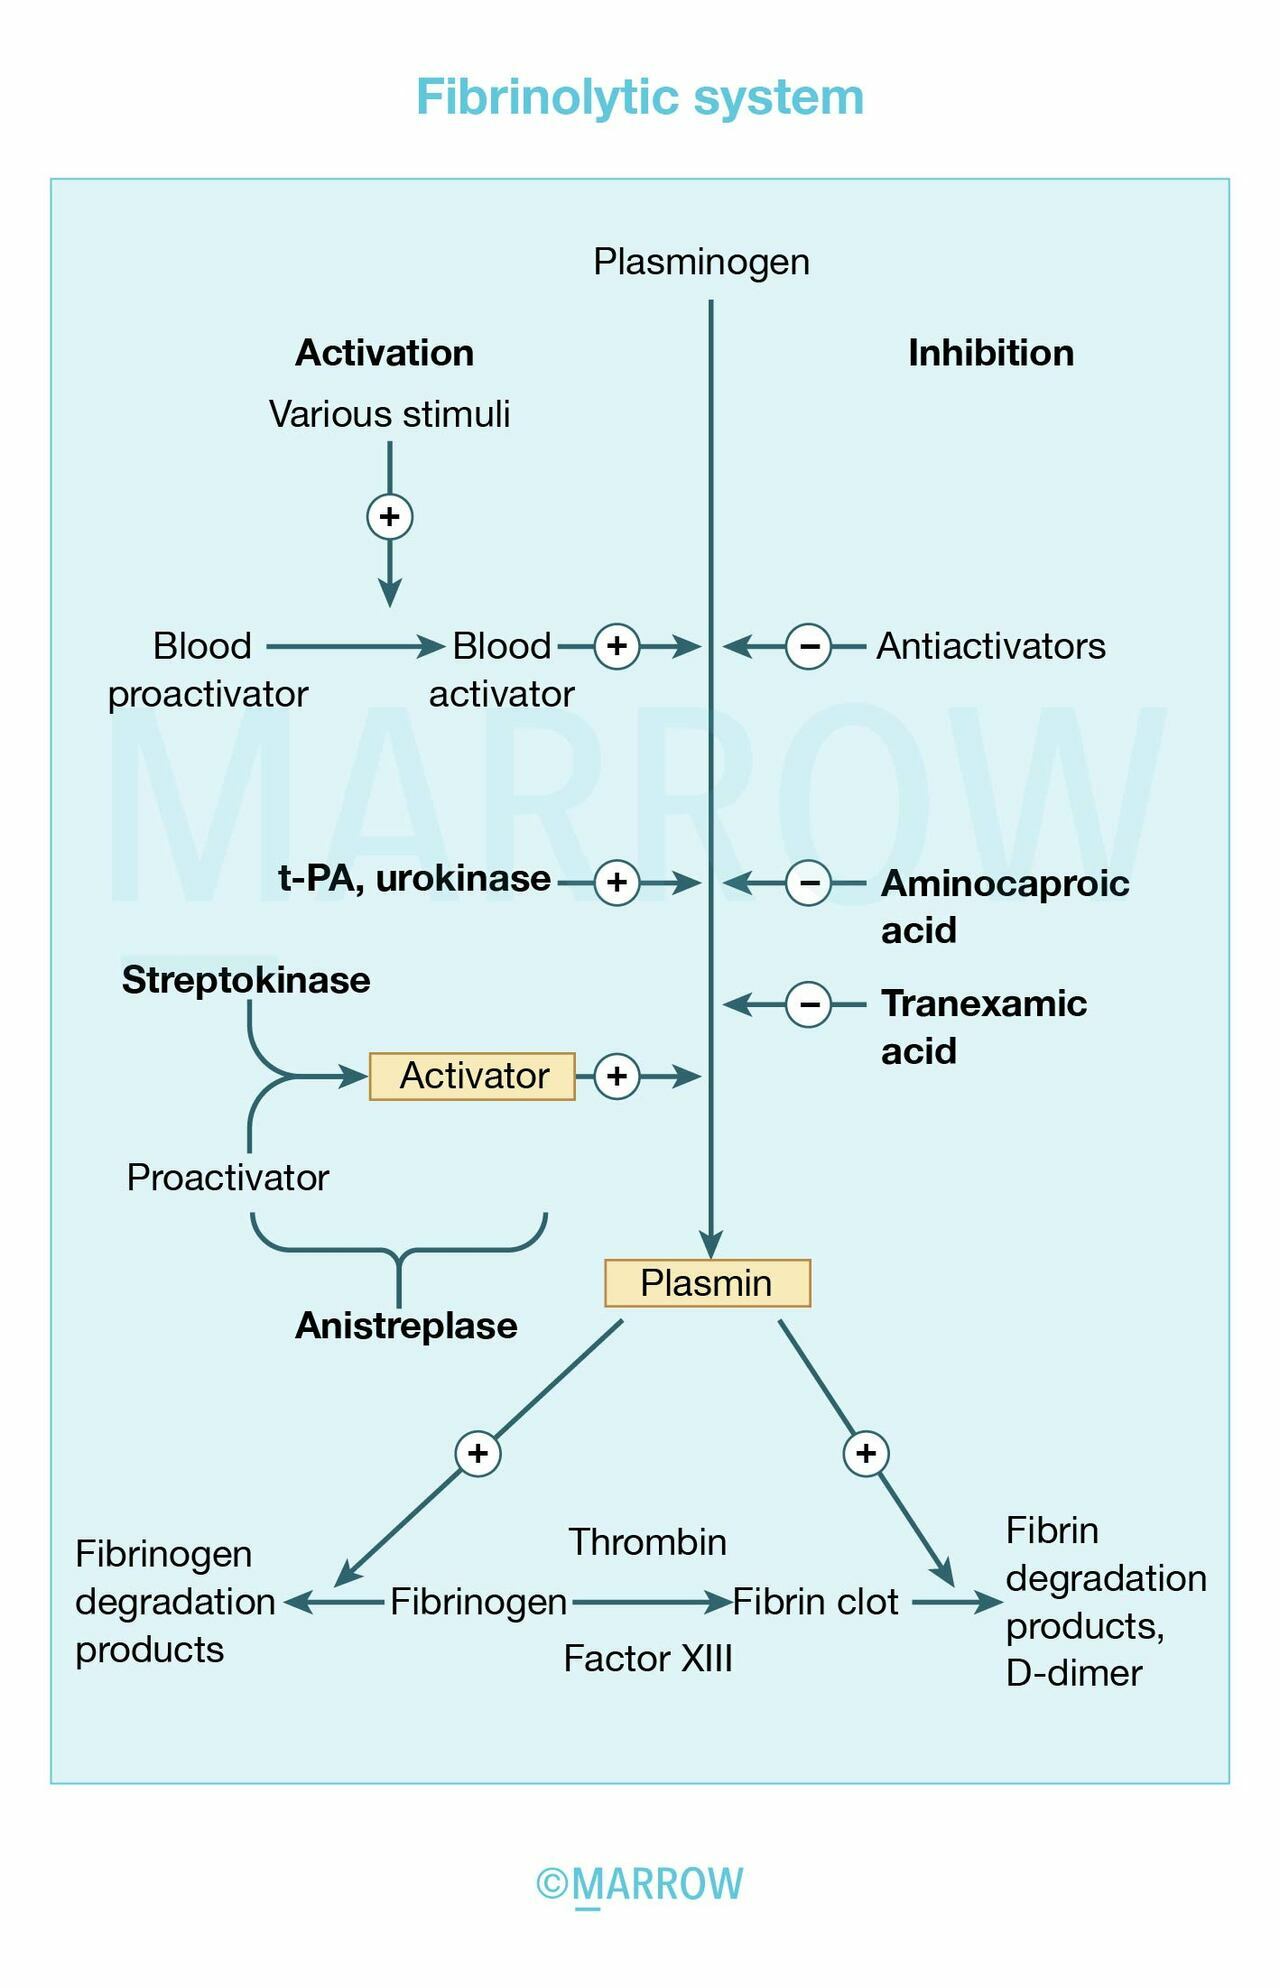 Fibrinolytic system
Plasminogen
Activation
Inhibition
Various stimuli
+
Blood
proactivator
Blood
activator
+
−
Antiactivators
MARROW
t-PA, urokinase
+
−
Aminocaproic
acid
Streptokinase
−
Tranexamic
acid
Activator
+
Proactivator
Anistreplase
Plasmin
+
+
Fibrinogen
degradation
products
Fibrinogen
Thrombin
Factor XIII
Fibrin clot
Fibrin
degradation
products,
D-dimer
©MARROW